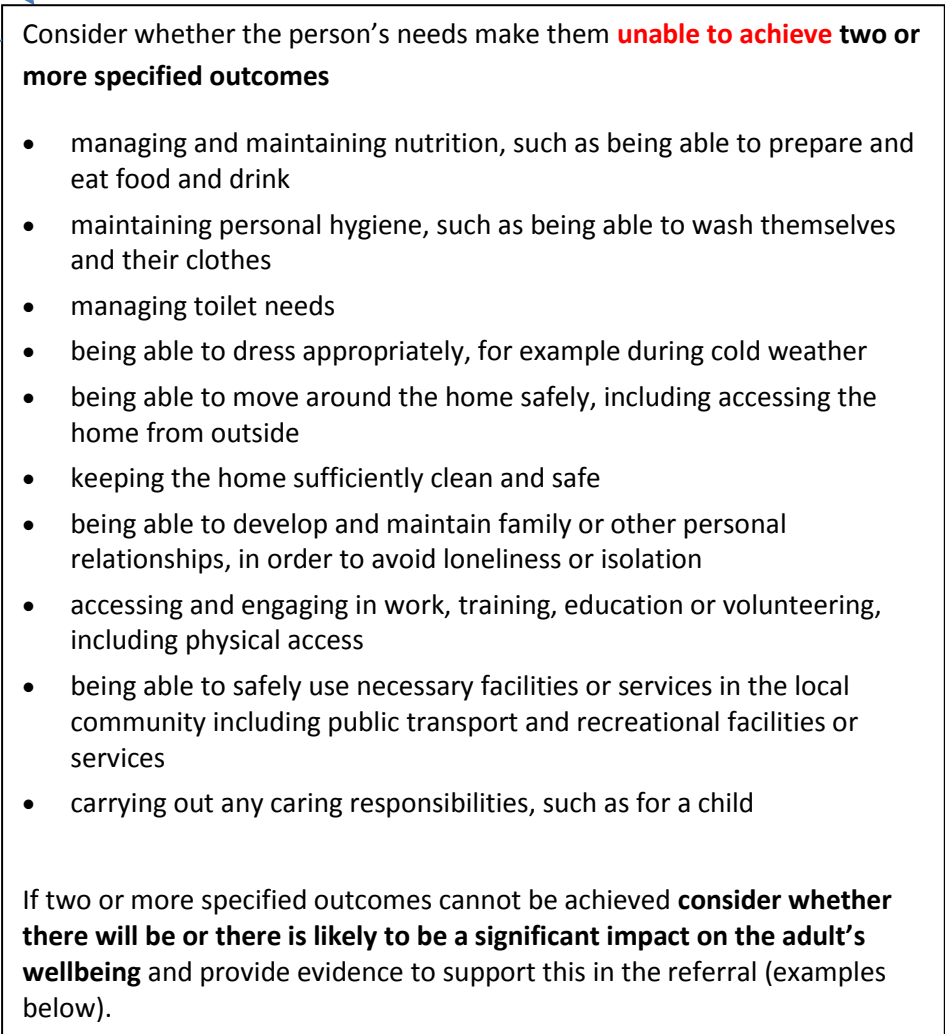 Consider whether the person’s needs make them unable to achieve two or
more specified outcomes
• managing and maintaining nutrition, such as being able to prepare and
eat food and drink
• maintaining personal hygiene, such as being able to wash themselves
and their clothes
• managing toilet needs
• being able to dress appropriately, for example during cold weather
• being able to move around the home safely, including accessing the
home from outside
• keeping the home sufficiently clean and safe
• being able to develop and maintain family or other personal
relationships, in order to avoid loneliness or isolation
• accessing and engaging in work, training, education or volunteering,
including physical access
• being able to safely use necessary facilities or services in the local
community including public transport and recreational facilities or
services
• carrying out any caring responsibilities, such as for a child
If two or more specified outcomes cannot be achieved consider whether
there will be or there is likely to be a significant impact on the adult’s
wellbeing and provide evidence to support this in the referral (examples
below).